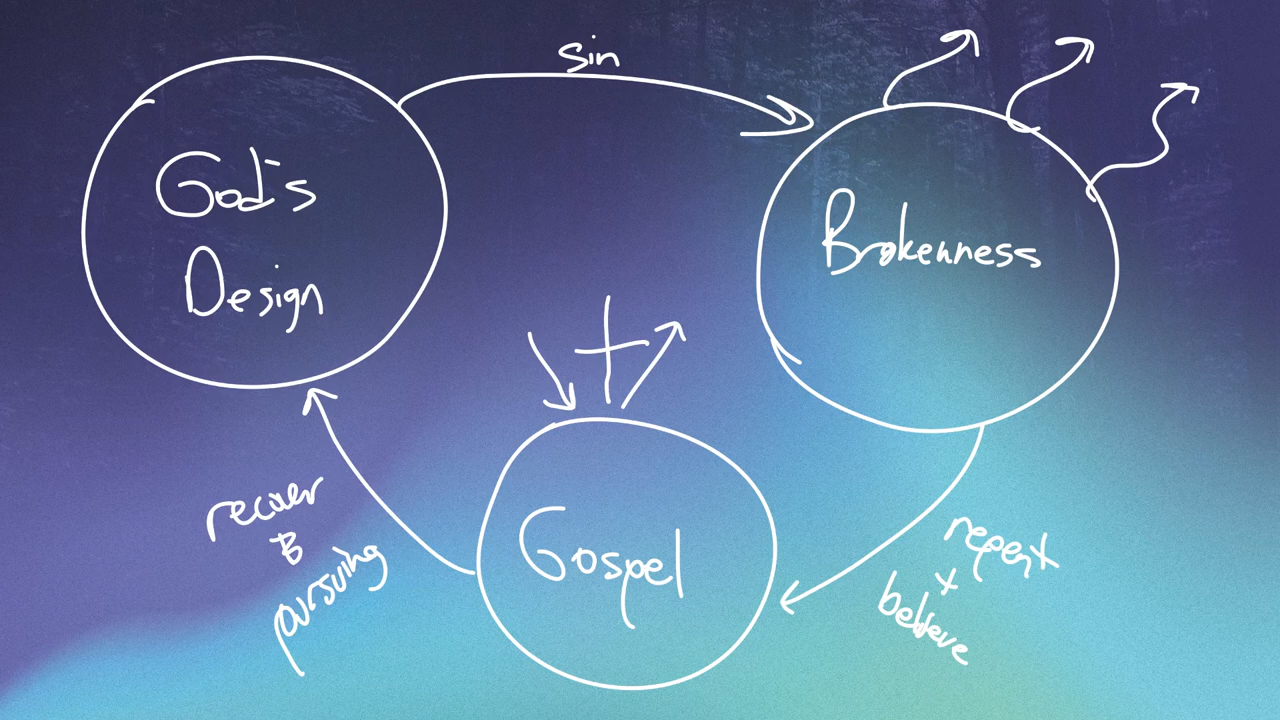 Sin
God's
Design
Brokenness
Gospel
repent
+
believe
recover
&
pursuing